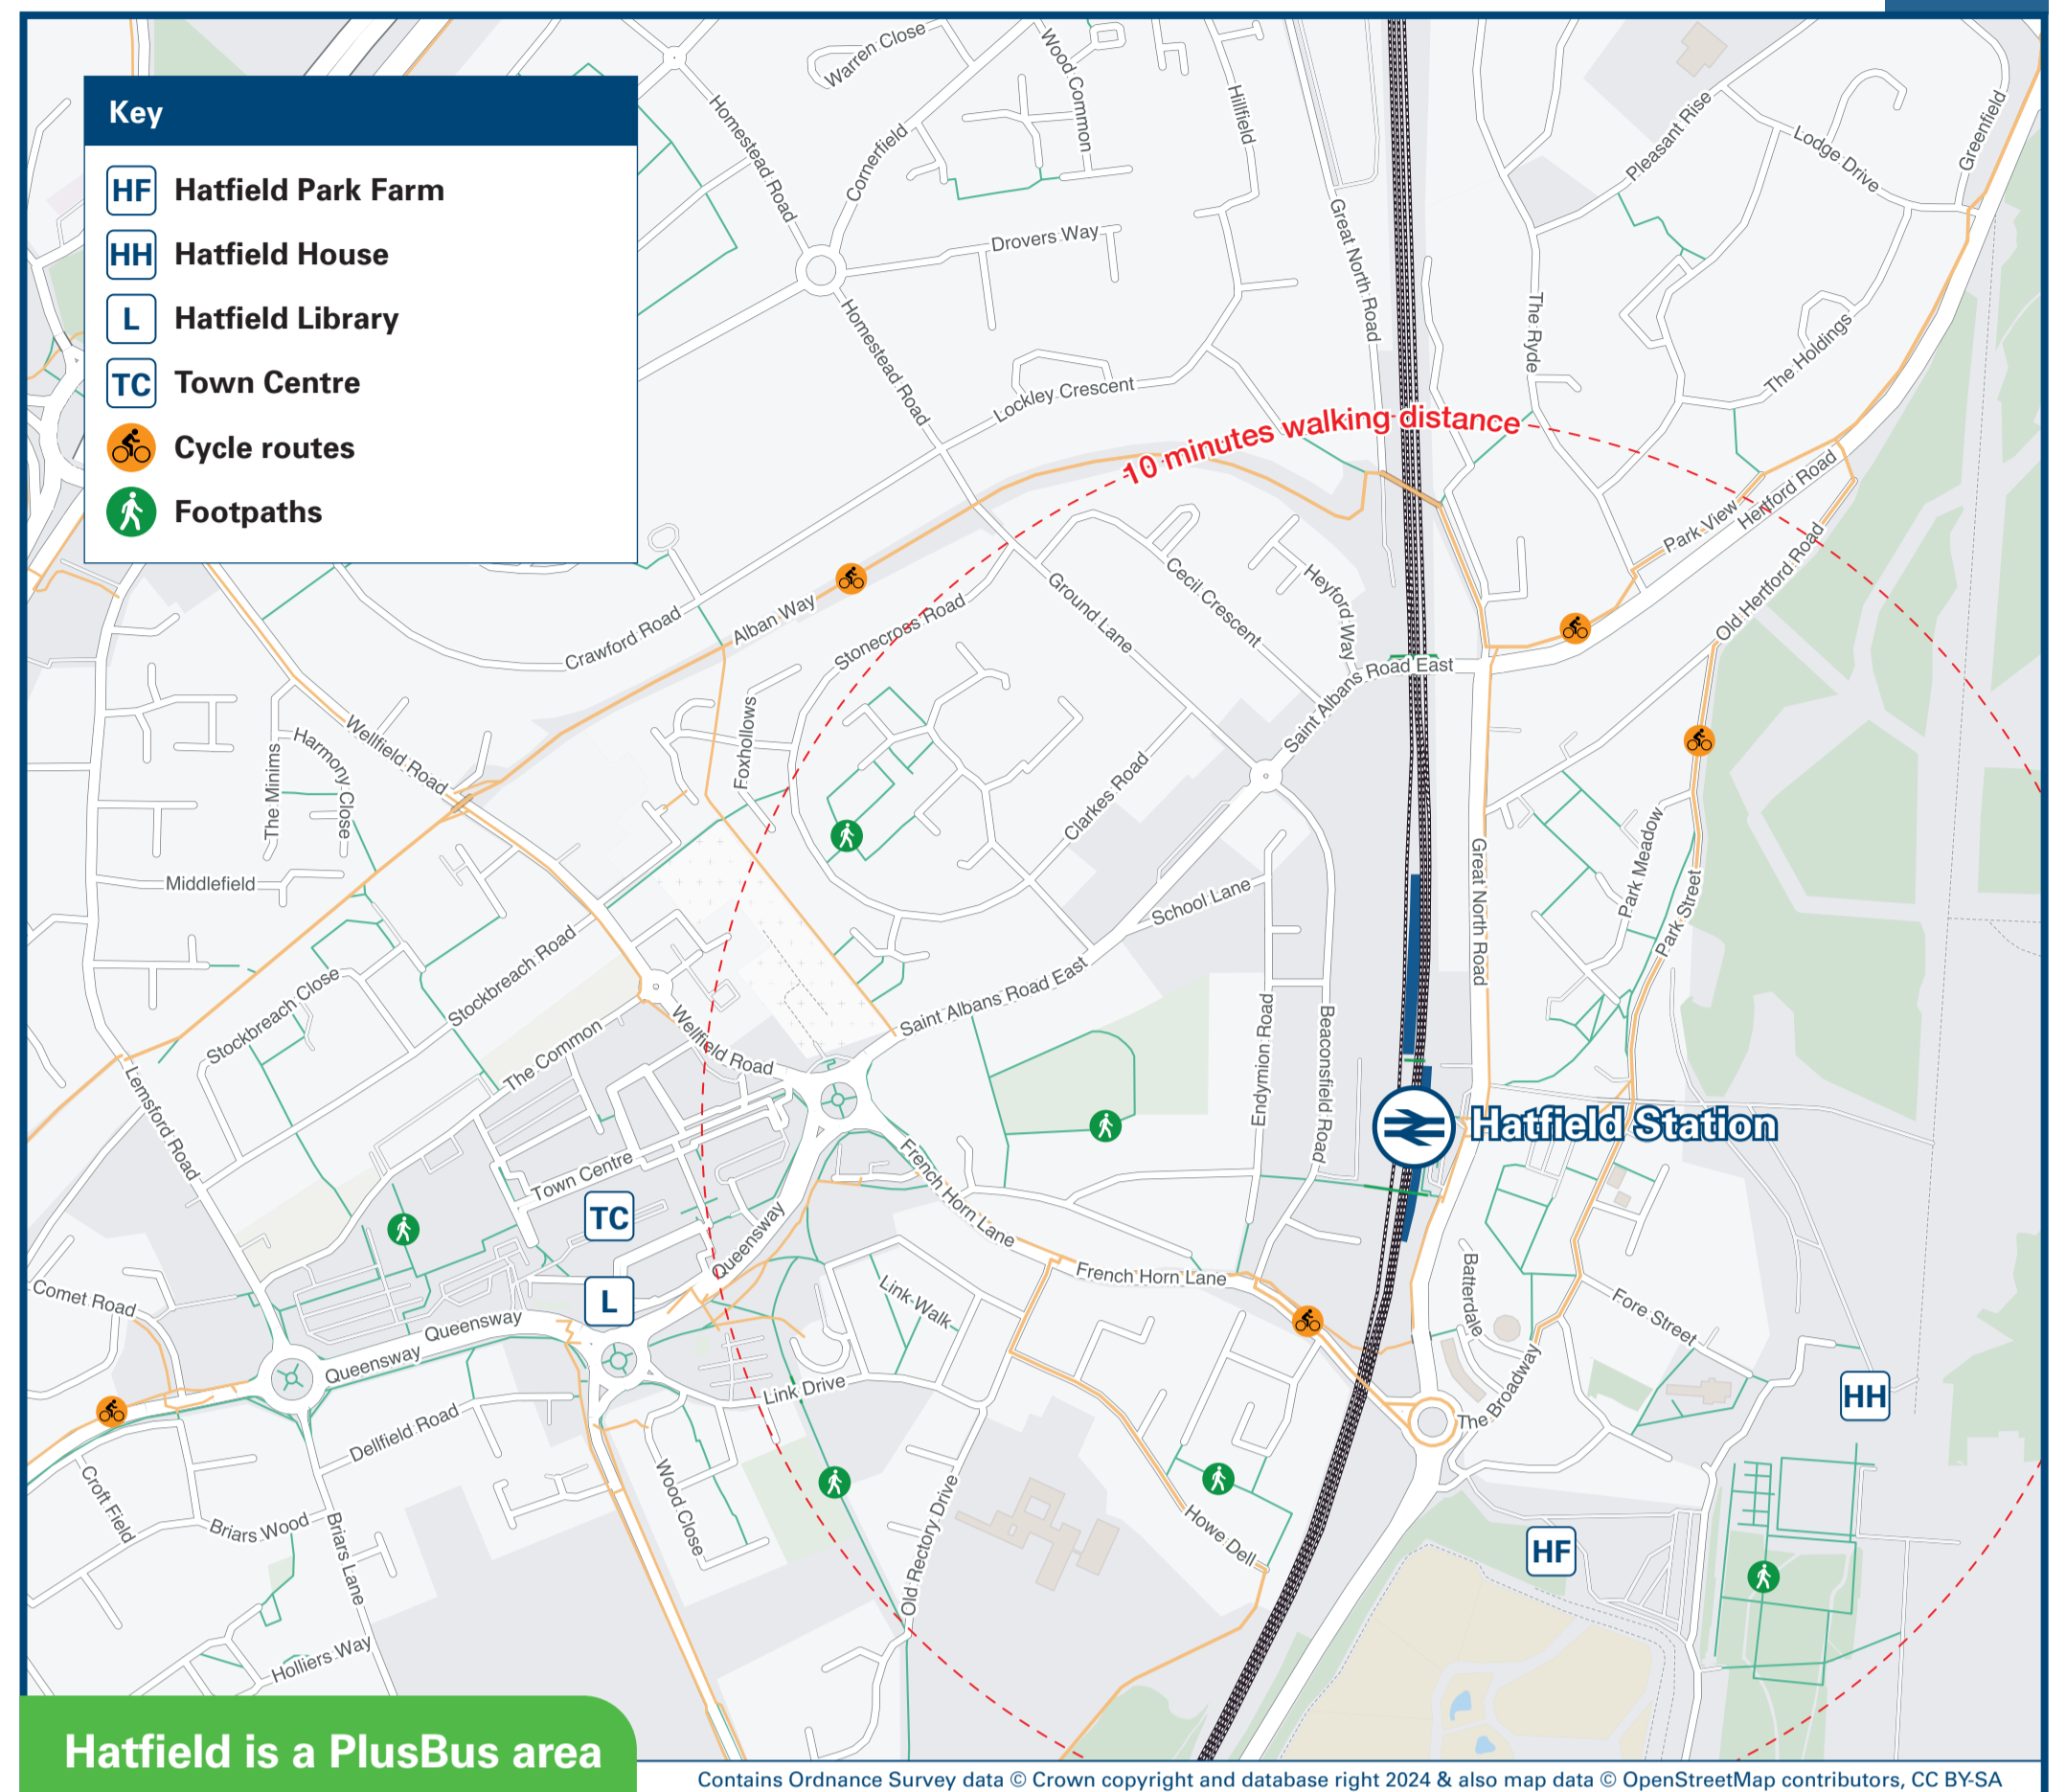 Key
HF Hatfield Park Farm
HH Hatfield House
L Hatfield Library
TC Town Centre
Cycle routes
Footpaths
Warren Close
Wood Common
Hillfield
Homestead Road
Cornerfield
Drovers Way
Great North Road
Pleasant Rise
Lodge Drive
Greenfield
The Ryde
The Holdings
Homestead Road
Lockley Crescent
10 minutes walking distance
Park View
Hertford Road
Old Hertford Road
Crawford Road
Alban Way
Stonecross Road
Ground Lane
Cecil Crescent
Heyford Way
Saint Albans Road East
Wellfield Road
Harmony Close
The Minims
Foxhollows
Clarkes Road
Middlefield
School Lane
Great North Road
Park Meadow
Park Street
Stockbreach Close
Stockbreach Road
The Common
Wellfield Road
Saint Albans Road East
Endymion Road
Beaconsfield Road
Hatfield Station
Lemsford Road
Town Centre
TC
French Horn Lane
Queensway
French Horn Lane
L
Link Walk
Batterdale
Fore Street
Comet Road
Queensway
Queensway
Link Drive
The Broadway
HH
Dellfield Road
Croft Field
Briars Wood
Briars Lane
Wood Close
Old Rectory Drive
Howe Dell
HF
Holliers Way
Hatfield is a PlusBus area
Contains Ordnance Survey data © Crown copyright and database right 2024 & also map data © OpenStreetMap contributors, CC BY-SA